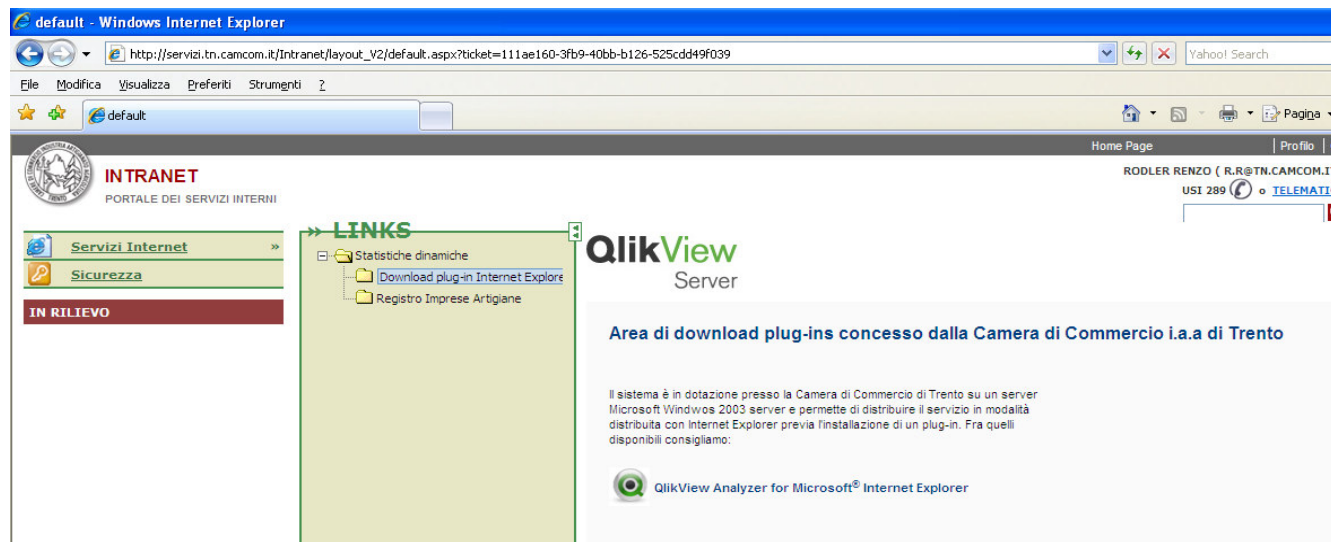 default - Windows Internet Explorer
http://servizi.tn.camcom.it/Intranet/layout_V2/default.aspx?ticket=111ae160-3fb9-40bb-b126-525cdd49f039
Yahoo! Search
File Modifica Visualizza Preferiti Strumenti ?
default
Pagina
Home Page | Profilo |
INTRANET
PORTALE DEI SERVIZI INTERNI
RODLER RENZO ( R.R@TN.CAMCOM.I
USI 289 o TELEMATI
Servizi Internet »
Sicurezza
IN RILIEVO
» LINKS
Statistiche dinamiche
Download plug-in Internet Explore
Registro Imprese Artigiane
QlikView
Server
Area di download plug-ins concesso dalla Camera di Commercio i.a.a di Trento
Il sistema è in dotazione presso la Camera di Commercio di Trento su un server
Microsoft Windwos 2003 server e permette di distribuire il servizio in modalità
distribuita con Internet Explorer previa l'installazione di un plug-in. Fra quelli
disponibili consigliamo:
QlikView Analyzer for Microsoft® Internet Explorer